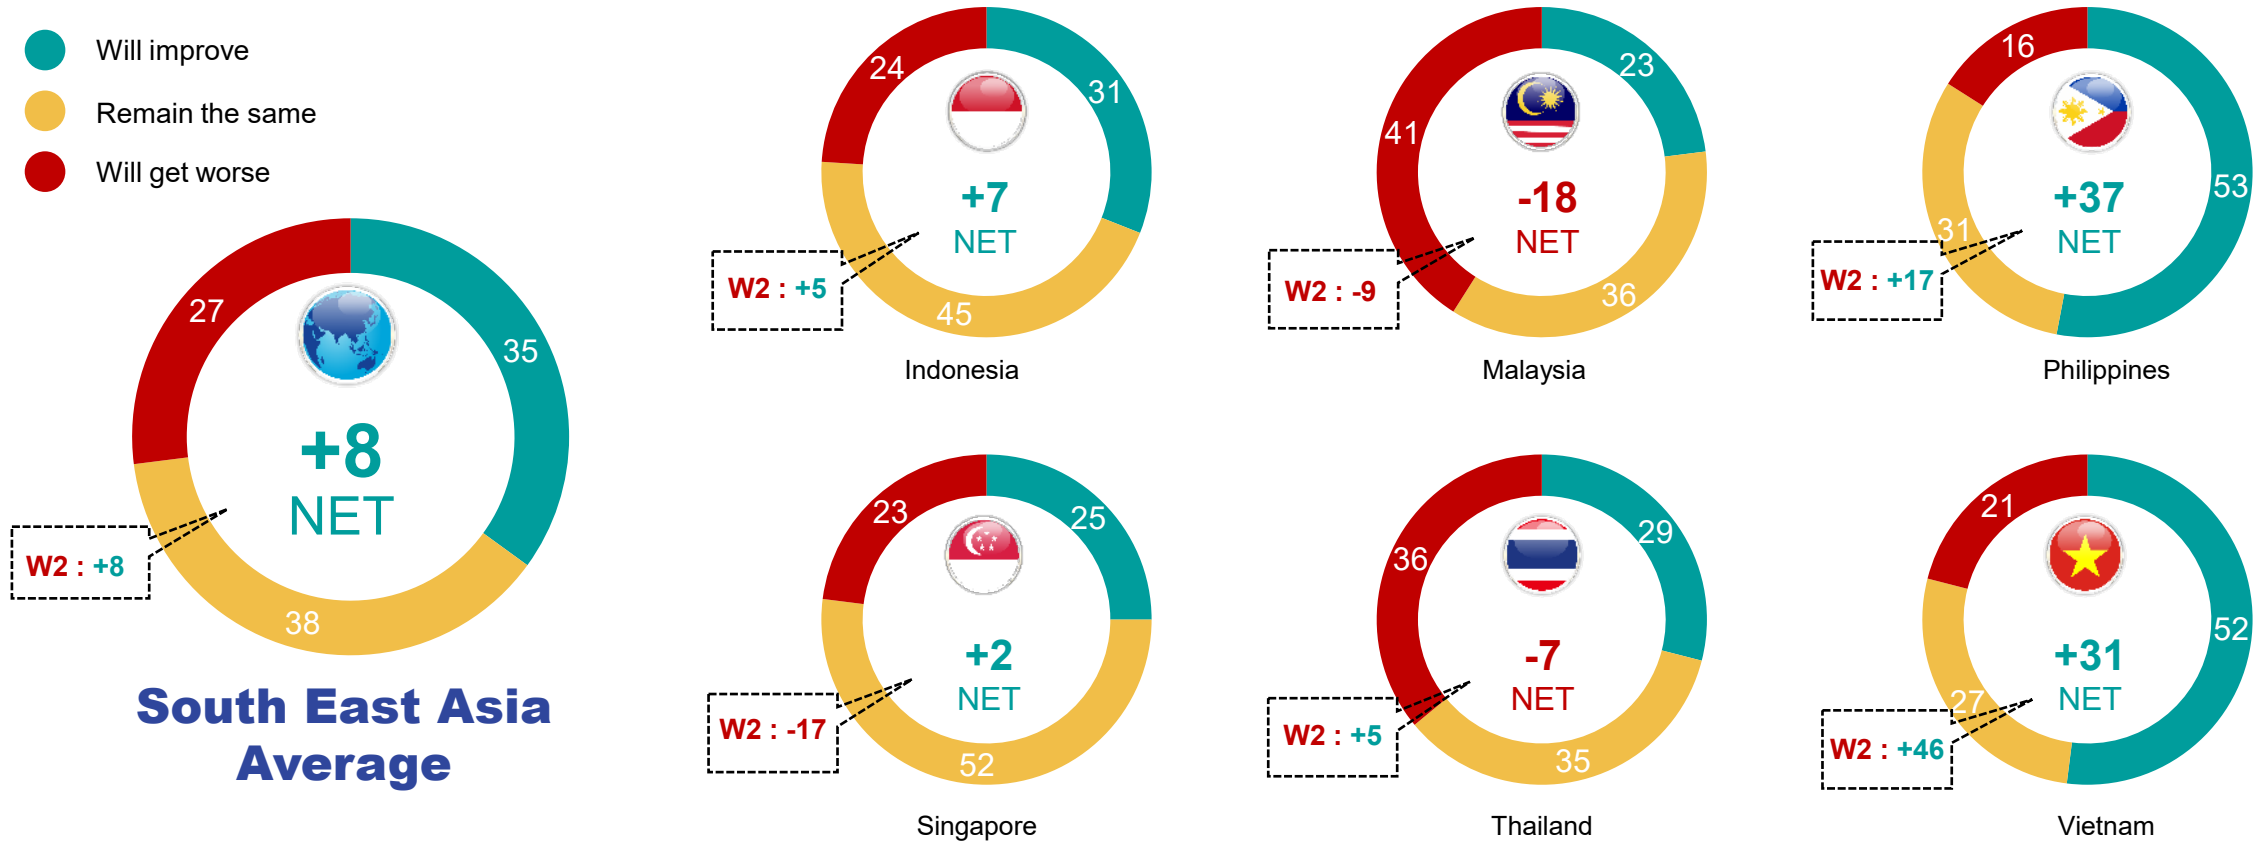 Will improve
Remain the same
Will get worse
27
35
38
+8
NET
W2 : +8
South East Asia
Average
24
31
45
+7
NET
W2 : +5
Indonesia
41
23
36
-18
NET
W2 : -9
Malaysia
16
53
31
+37
NET
W2 : +17
Philippines
23
25
52
+2
NET
W2 : -17
Singapore
36
29
35
-7
NET
W2 : +5
Thailand
21
52
27
+31
NET
W2 : +46
Vietnam